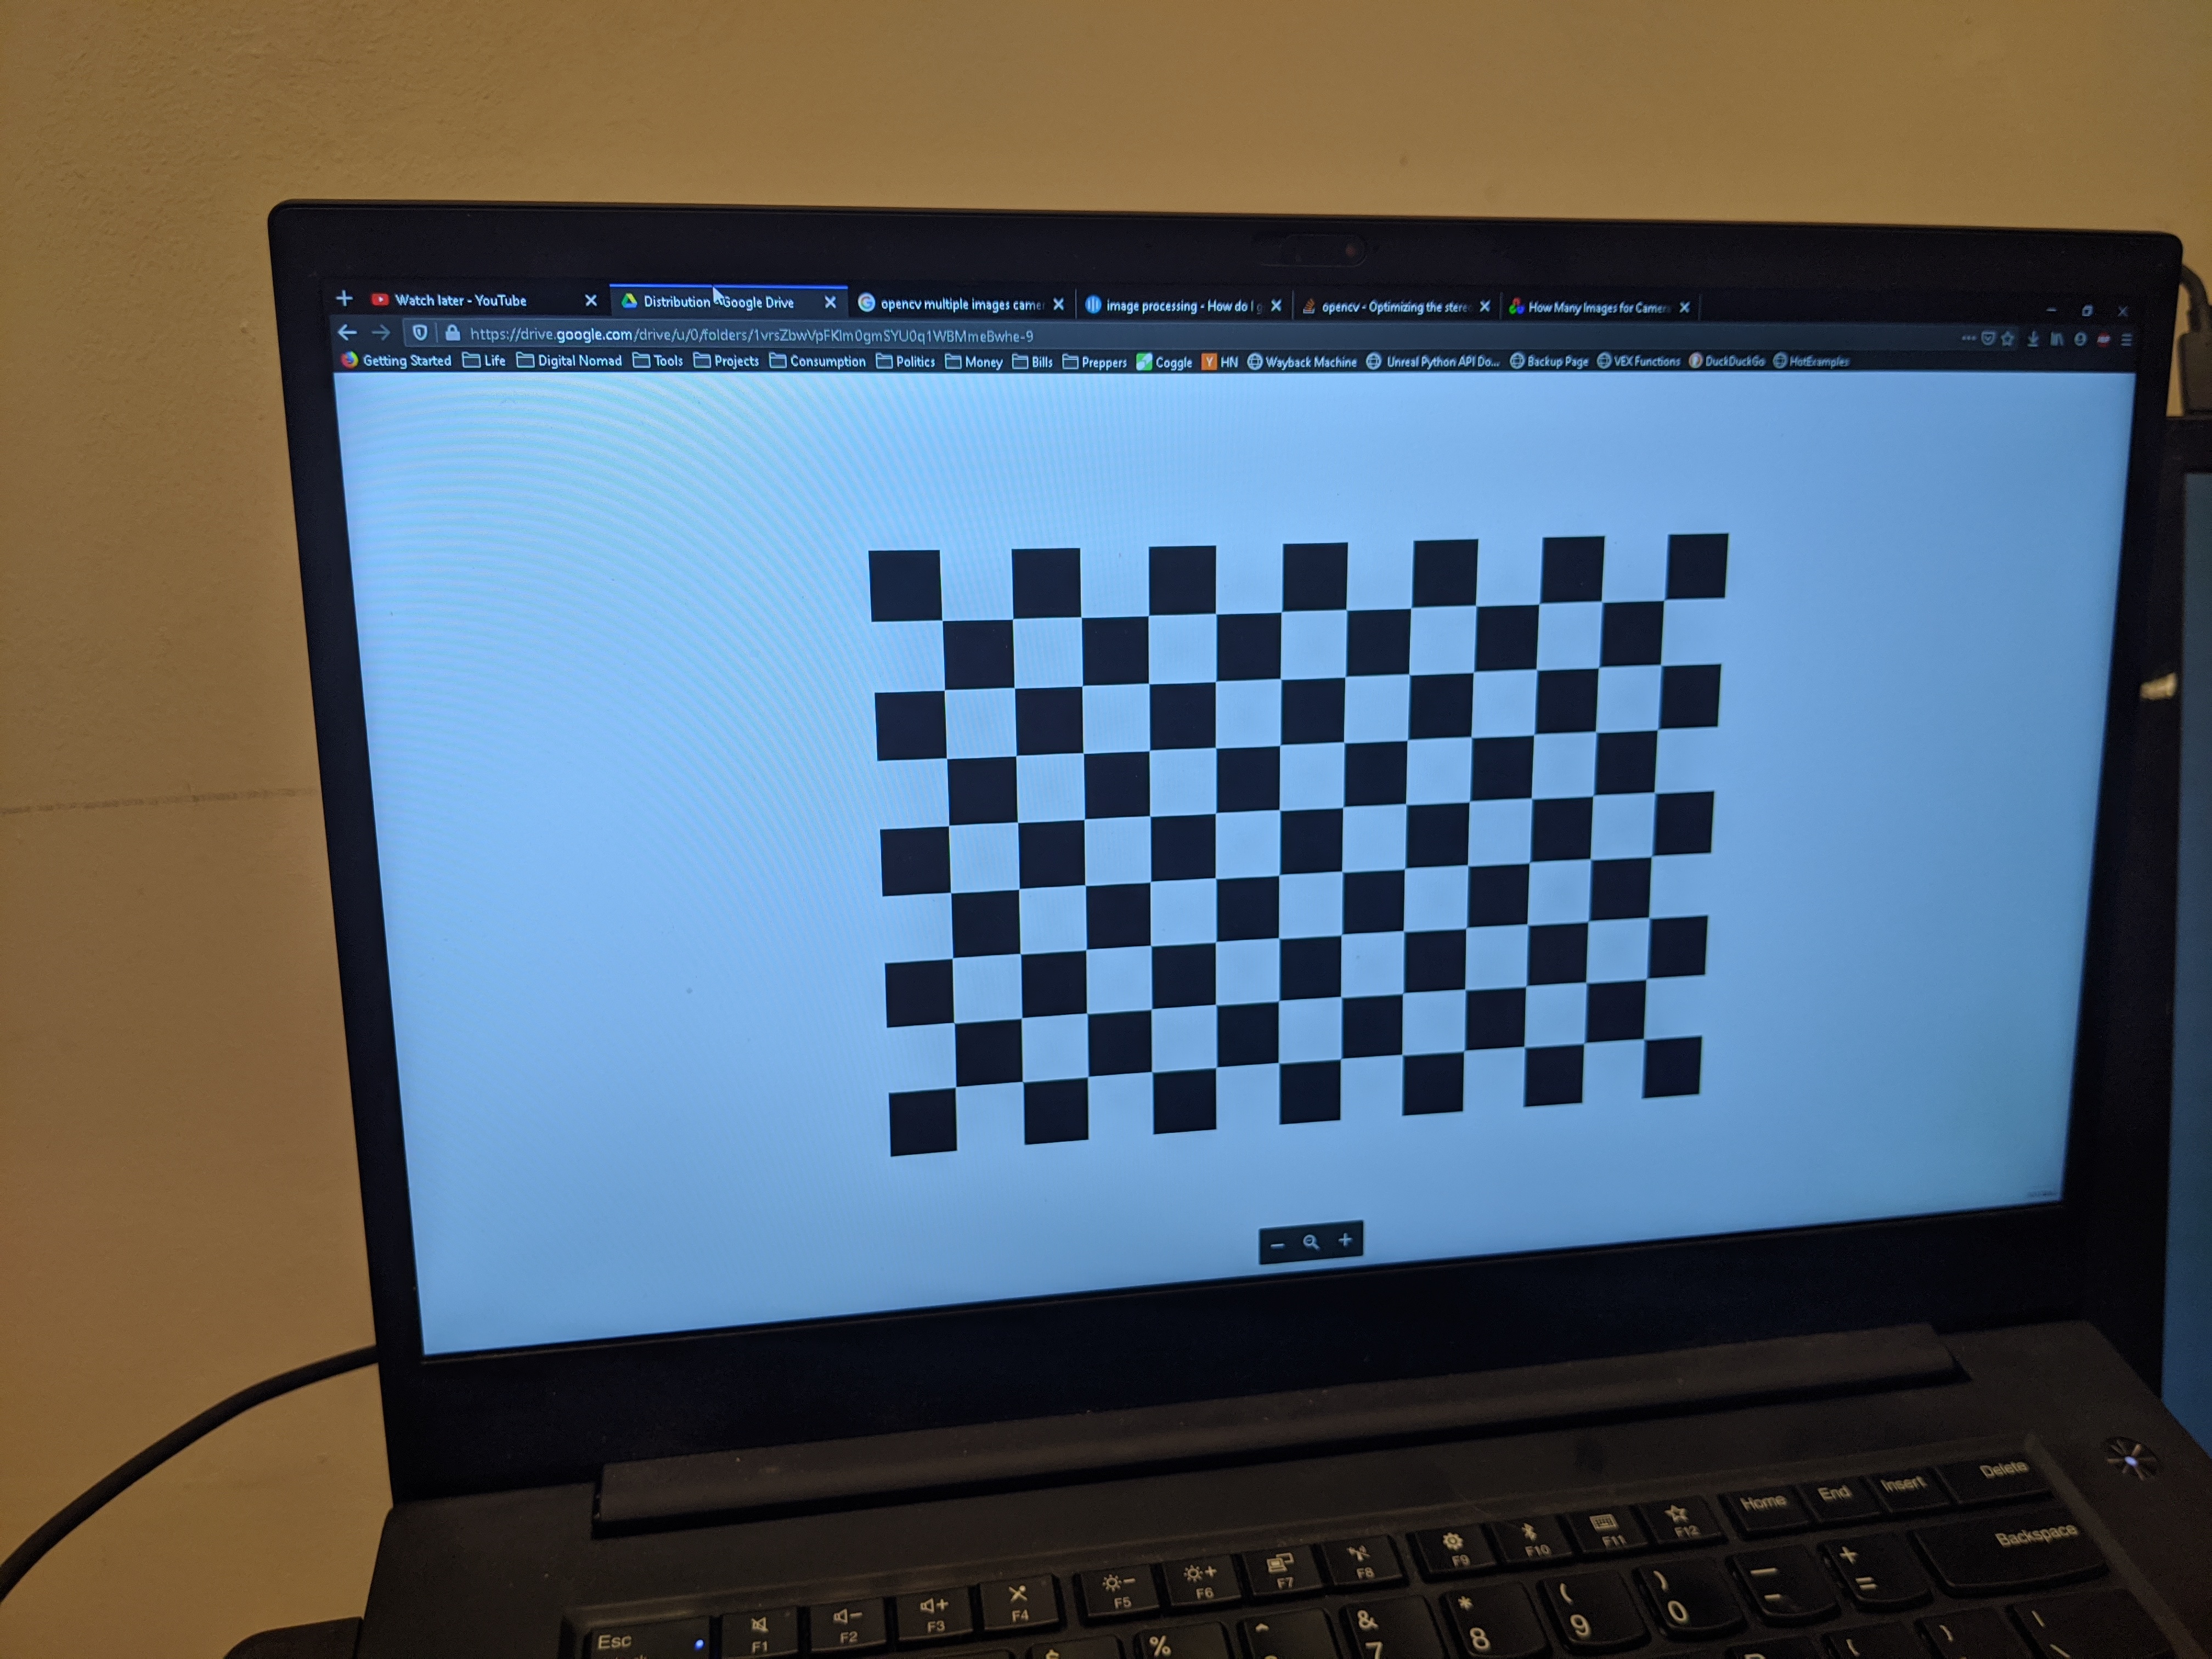 + Watch later - YouTube × Distribution - Google Drive × opencv multiple images camer × image processing - How do I g × opencv - Optimizing the stere × How Many Images for Camera ×
https://drive.google.com/drive/u/0/folders/1vrsZbwVpFKlm0gmSYU0q1WBMmeBwhe-9
Getting Started Life Digital Nomad Tools Projects Consumption Politics Money Bills Preppers Coggle Y HN Wayback Machine Unreal Python API Do... Backup Page VEX Functions DuckDuckGo HotExamples
− +
Home End Insert Delete
Esc F1 F2 F3 F4 F5 F6 F7 F8 F9 F10 F11 F12
Backspace
% ^ & 7 * 8 ( 9 ) 0 _ - + =
{ }